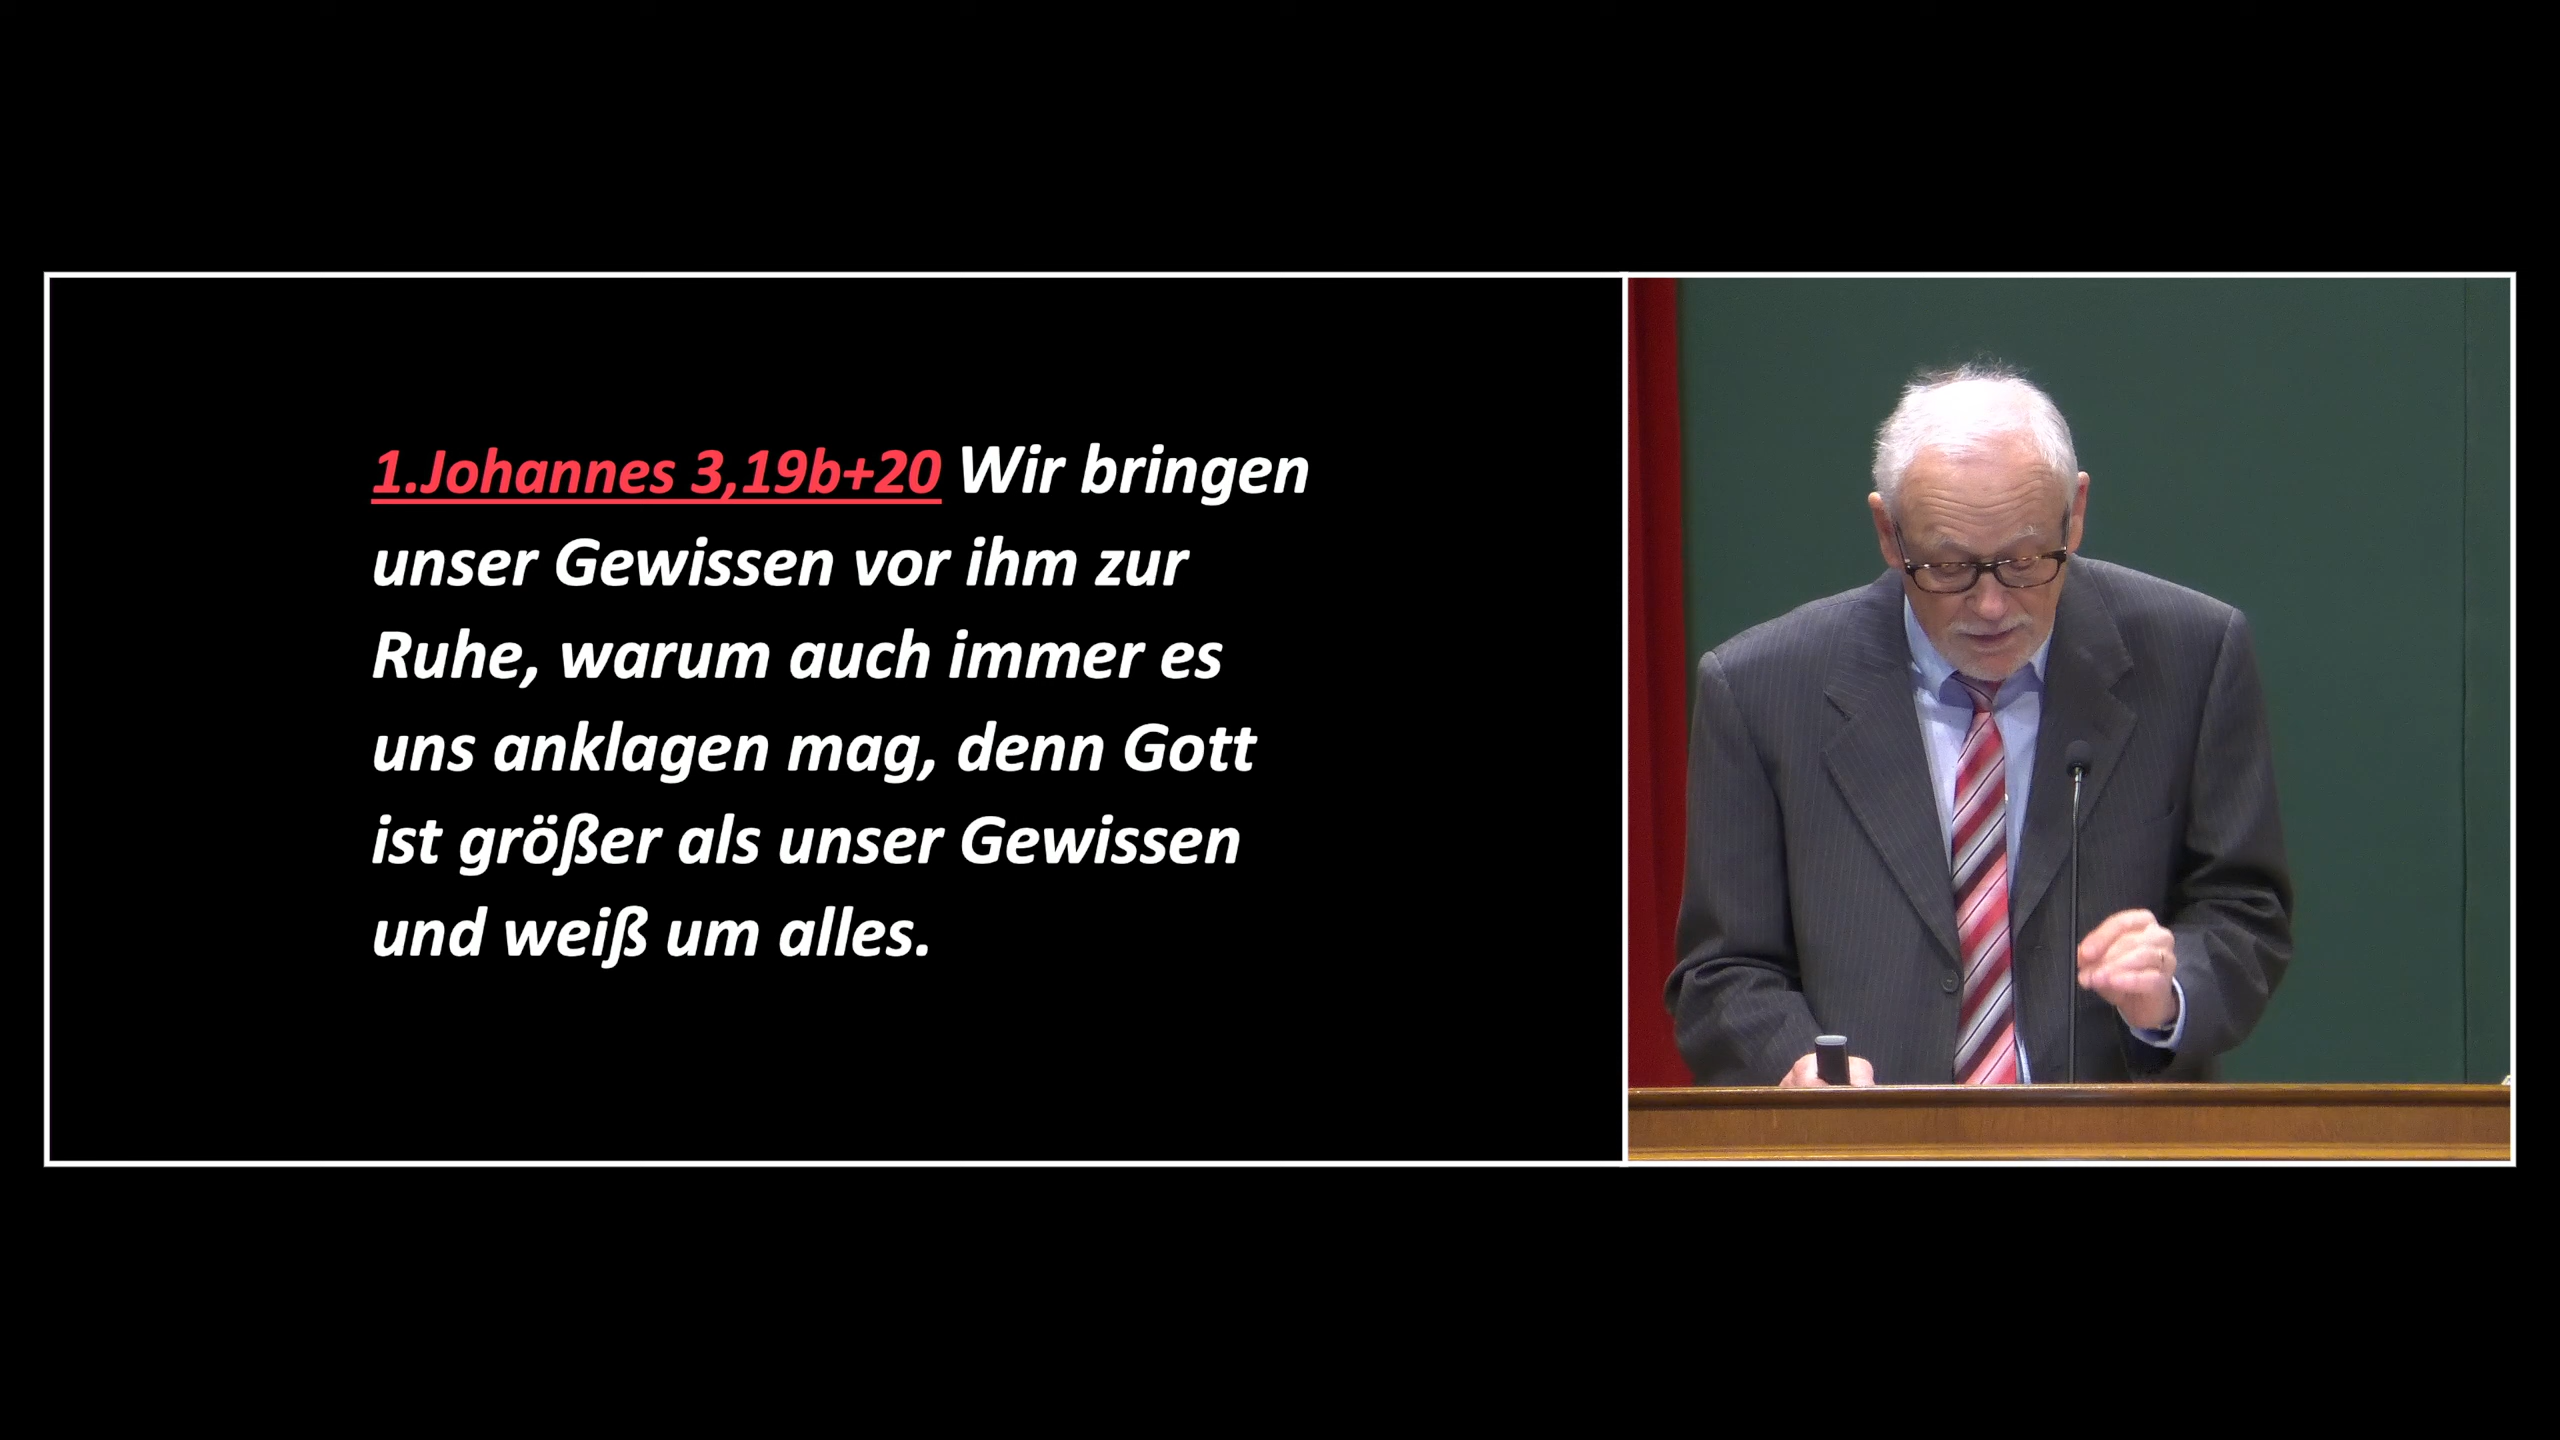 1.Johannes 3,19b+20 Wir bringen
unser Gewissen vor ihm zur
Ruhe, warum auch immer es
uns anklagen mag, denn Gott
ist größer als unser Gewissen
und weiß um alles.